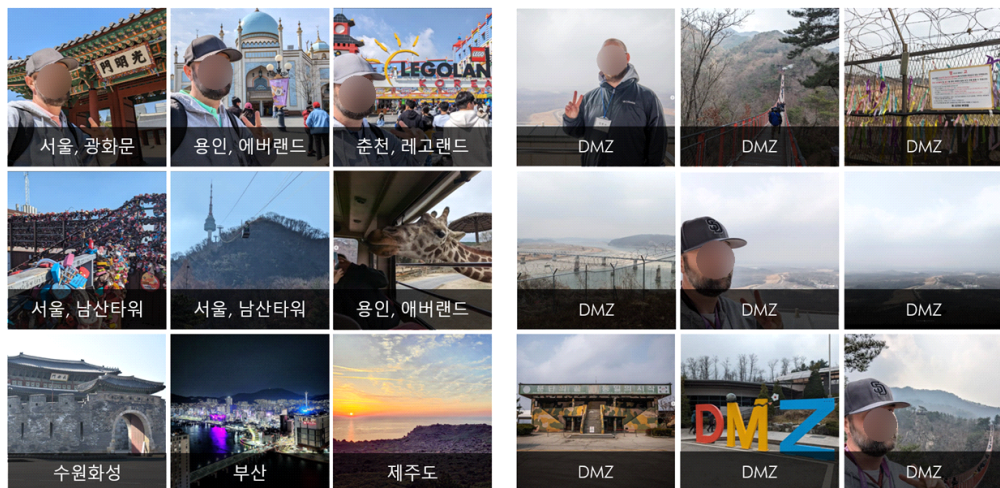 門明光
LEGOLAN
서울, 광화문
용인, 에버랜드
춘천, 레고랜드
서울, 남산타워
서울, 남산타워
용인, 애버랜드
수원화성
부산
제주도
DMZ
DMZ
DMZ
DMZ
DMZ
DMZ
DMZ
DMZ
DMZ
DMZ